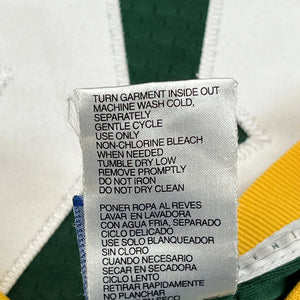 TURN GARMENT INSIDE OUT
MACHINE WASH COLD,
SEPARATELY
GENTLE CYCLE
USE ONLY
NON-CHLORINE BLEACH
WHEN NEEDED
TUMBLE DRY LOW
REMOVE PROMPTLY
DO NOT IRON
DO NOT DRY CLEAN
PONER ROPA AL REVES
LAVAR EN LAVADORA
CON AGUA FRIA, SEPARADO
CICLO DELICADO
USE SOLO BLANQUEADOR
SIN CLORO
CUANDO ES NECESARIO
SECAR EN SECADORA
CICLO LENTO
RETIRAR RAPIDAMENTE
NO PLANCHAR